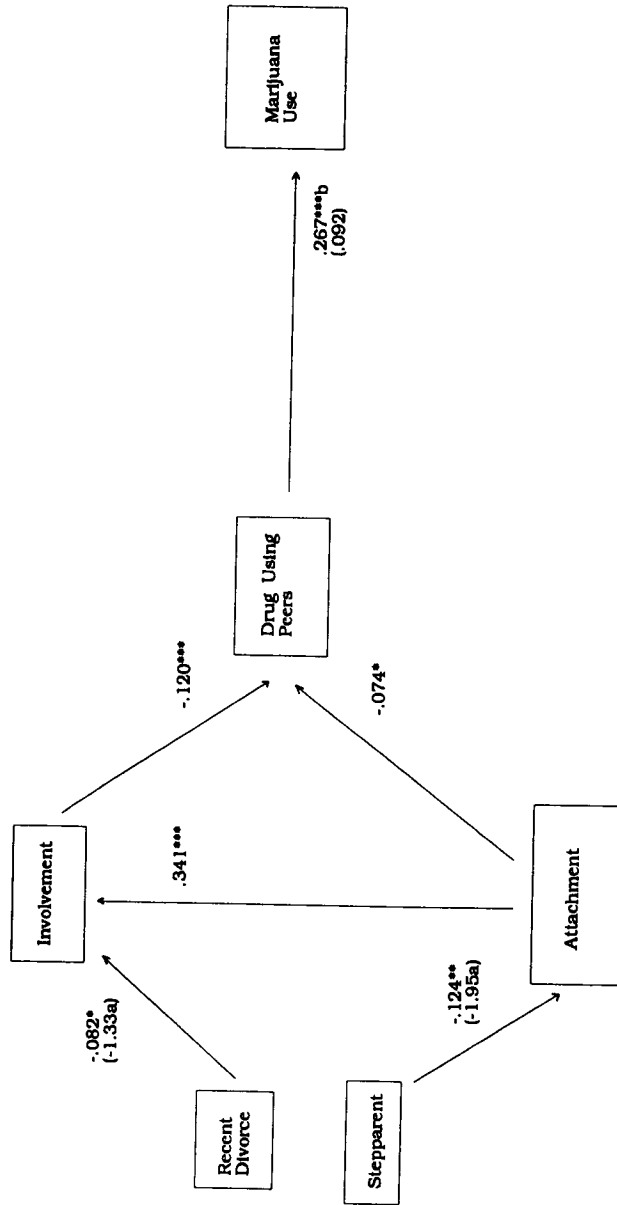 Recent
Divorce
Stepparent
-.082*
(-1.33a)
-.124**
(-1.95a)
Involvement
.341***
Attachment
-.120***
-.074*
Drug Using
Peers
.267***b
(.092)
Marijuana
Use